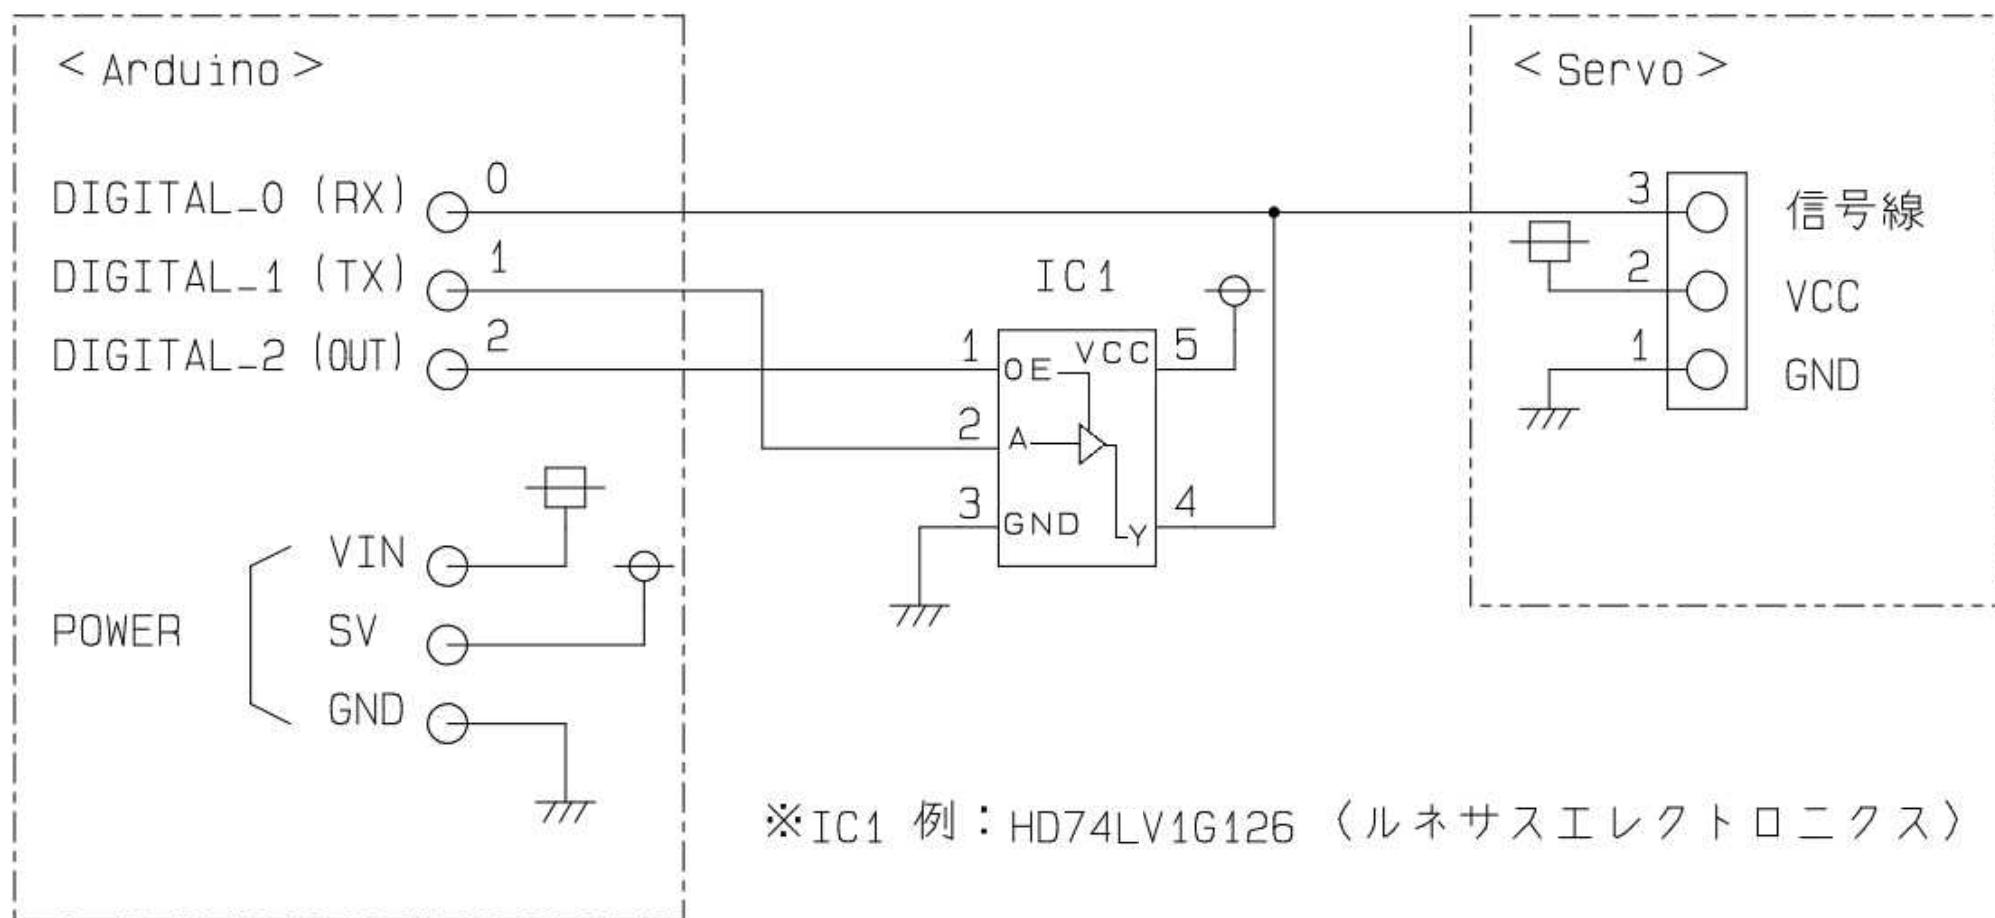 <Arduino>
<Servo>
DIGITAL_0 (RX) 0
3 信号線
DIGITAL_1 (TX) 1
IC1
2 VCC
DIGITAL_2 (OUT) 2
1 OE VCC 5
1 GND
2 A
3 GND Y 4
VIN
POWER SV
GND
※IC1 例：HD74LV1G126 〈ルネサスエレクトロニクス〉